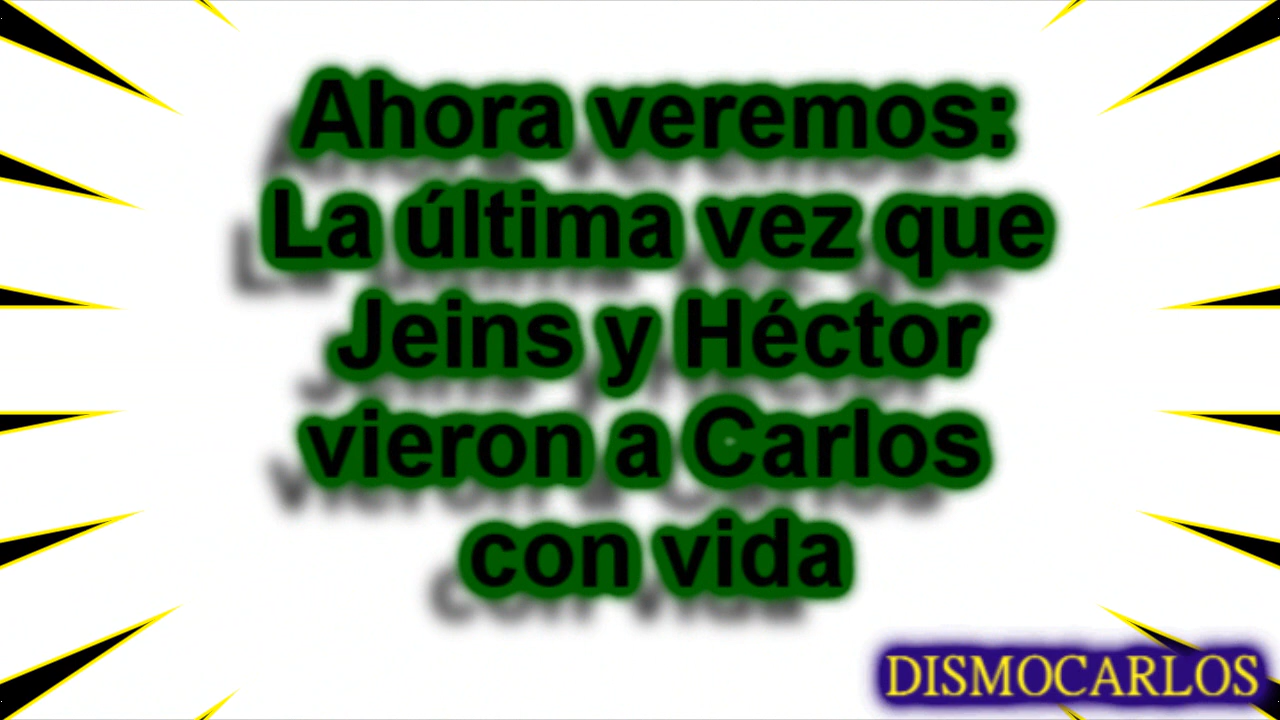 Ahora veremos:
La última vez que
Jeins y Héctor
vieron a Carlos
con vida
DISMOCARLOS